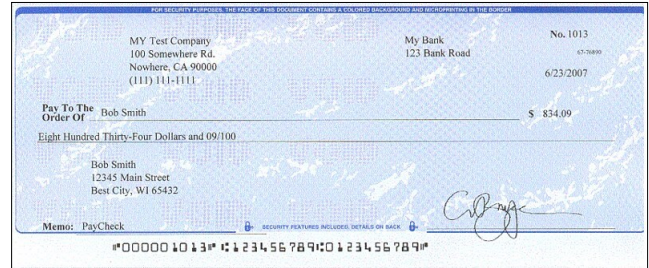 FOR SECURITY PURPOSES, THE FACE OF THIS DOCUMENT CONTAINS A COLORED BACKGROUND AND MICROPRINTING IN THE BORDER
MY Test Company
100 Somewhere Rd.
Nowhere, CA 90000
(111) 111-1111
My Bank
123 Bank Road
No. 1013
67-76890
6/23/2007
Pay To The
Order Of Bob Smith
$ 834.09
Eight Hundred Thirty-Four Dollars and 09/100
Bob Smith
12345 Main Street
Best City, WI 65432
Memo: PayCheck
SECURITY FEATURES INCLUDED, DETAILS ON BACK
⑈00000 1013⑈ ⑆123456789⑆0123456789⑈